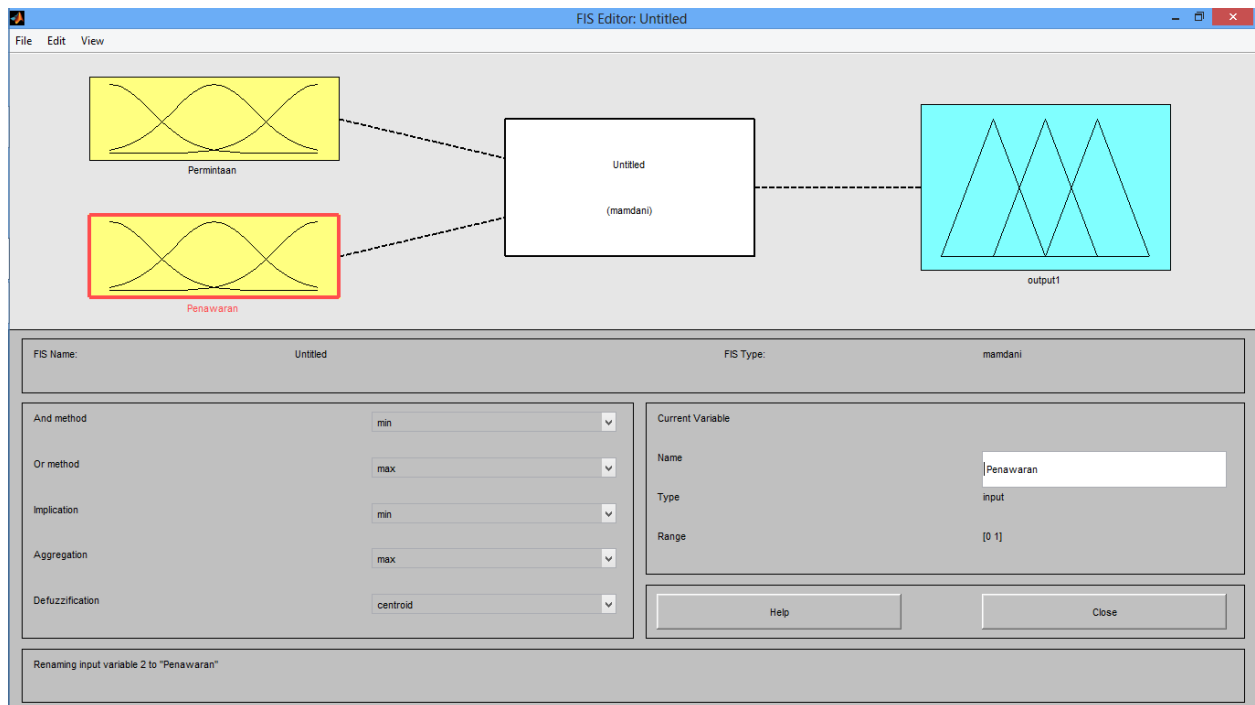 FIS Editor: Untitled
File Edit View
Permintaan
Untitled
(mamdani)
Penawaran
output1
FIS Name: Untitled FIS Type: mamdani
And method min
Or method max
Implication min
Aggregation max
Defuzzification centroid
Current Variable
Name Penawaran
Type input
Range [0 1]
Help Close
Renaming input variable 2 to "Penawaran"